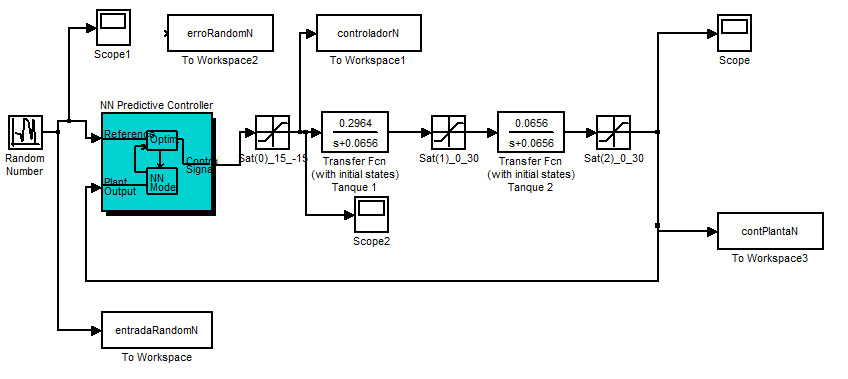 erroRandomN
To Workspace2
controladorN
To Workspace1
Scope1
Scope
NN Predictive Controller
Reference
Optim.
Control
Signal
NN
Model
Plant
Output
Random
Number
Sat(0)_15_-15
0.2964
s+0.0656
Transfer Fcn
(with initial states)
Tanque 1
Sat(1)_0_30
0.0656
s+0.0656
Transfer Fcn
(with initial states)
Tanque 2
Sat(2)_0_30
Scope2
contPlantaN
To Workspace3
entradaRandomN
To Workspace